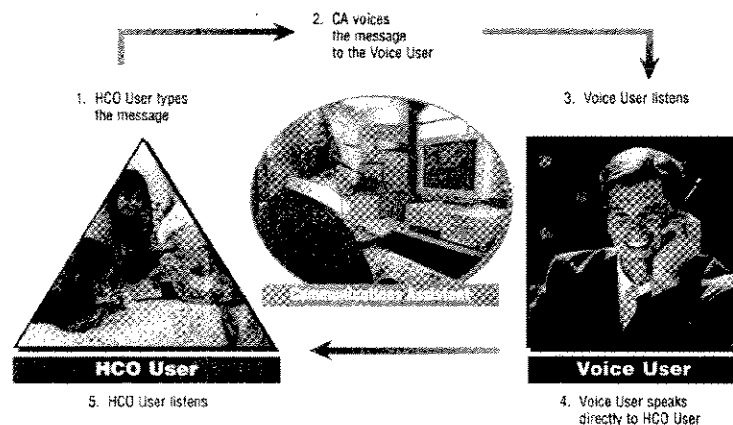 2. CA voices
the message
to the Voice User
1. HCO User types
the message
3. Voice User listens
HCO User
Voice User
5. HCO User listens
4. Voice User speaks
directly to HCO User